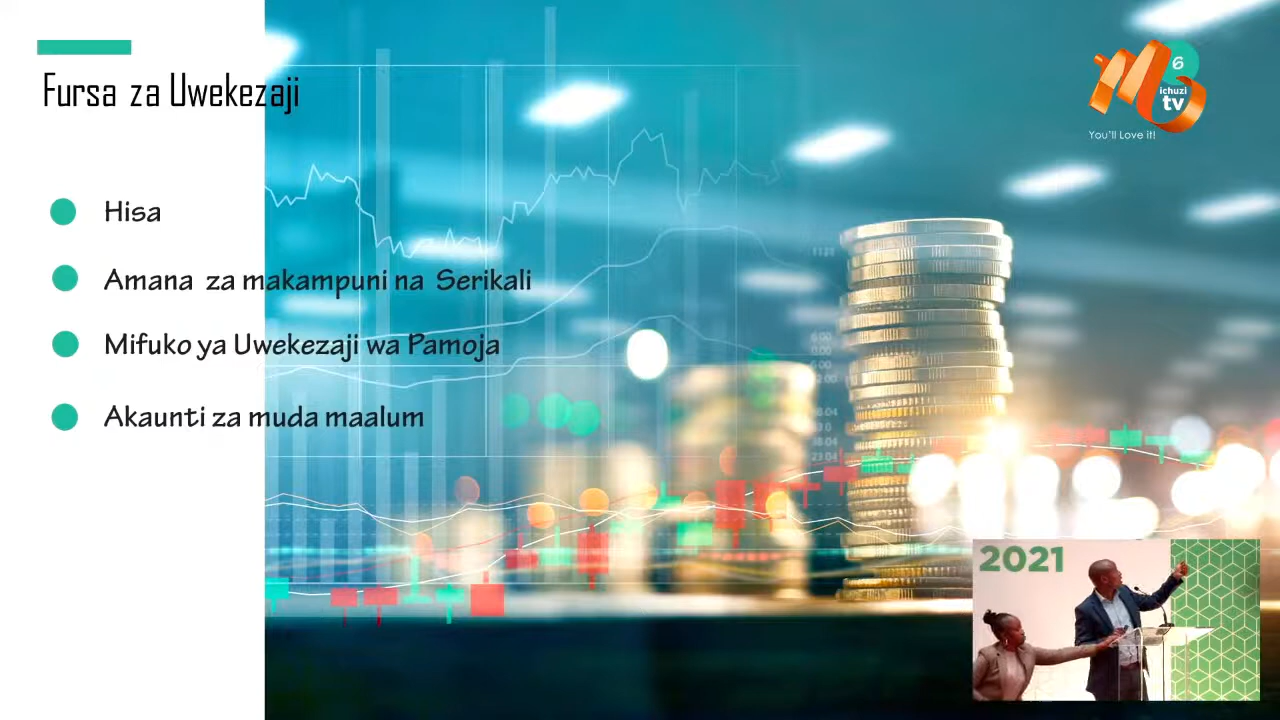 Fursa za Uwekezaji
6
ichuzi
tv
You'll Love it!
Hisa
Amana za makampuni na Serikali
Mifuko ya Uwekezaji wa Pamoja
Akaunti za muda maalum
2021